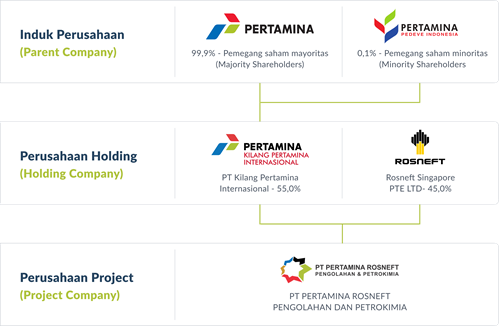 Induk Perusahaan
(Parent Company)
PERTAMINA
99,9% - Pemegang saham mayoritas
(Majority Shareholders)
PERTAMINA
PEDEVE INDONESIA
0,1% - Pemegang saham minoritas
(Minority Shareholders
Perusahaan Holding
(Holding Company)
PERTAMINA
KILANG PERTAMINA
INTERNASIONAL
PT Kilang Pertamina
Internasional - 55,0%
ROSNEFT
Rosneft Singapore
PTE LTD- 45,0%
Perusahaan Project
(Project Company)
PT PERTAMINA ROSNEFT
PENGOLAHAN & PETROKIMIA
PT PERTAMINA ROSNEFT
PENGOLAHAN DAN PETROKIMIA